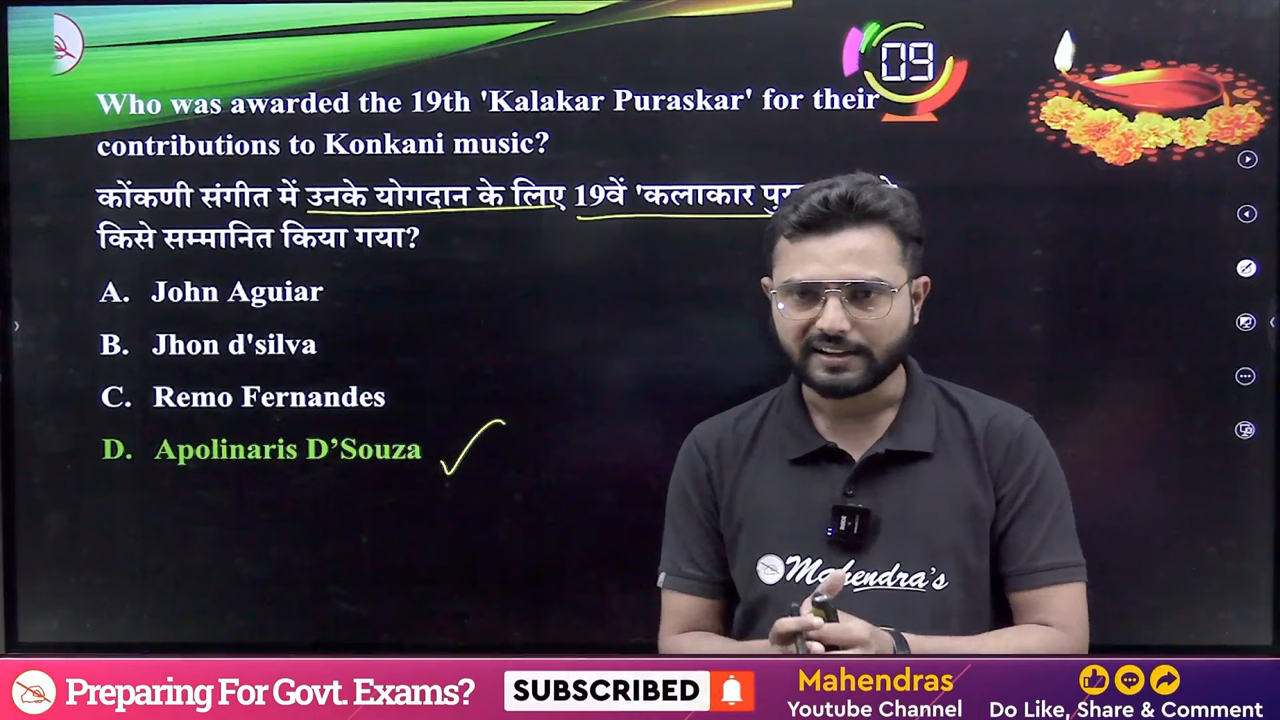 09
Who was awarded the 19th 'Kalakar Puraskar' for their
contributions to Konkani music?
कोंकणी संगीत में उनके योगदान के लिए 19वें 'कलाकार
किसे सम्मानित किया गया?
A. John Aguiar
B. Jhon d'silva
C. Remo Fernandes
D. Apolinaris D’Souza
Mahendra's
Preparing For Govt. Exams?
SUBSCRIBED
Mahendras
Youtube Channel
Do Like, Share & Comment